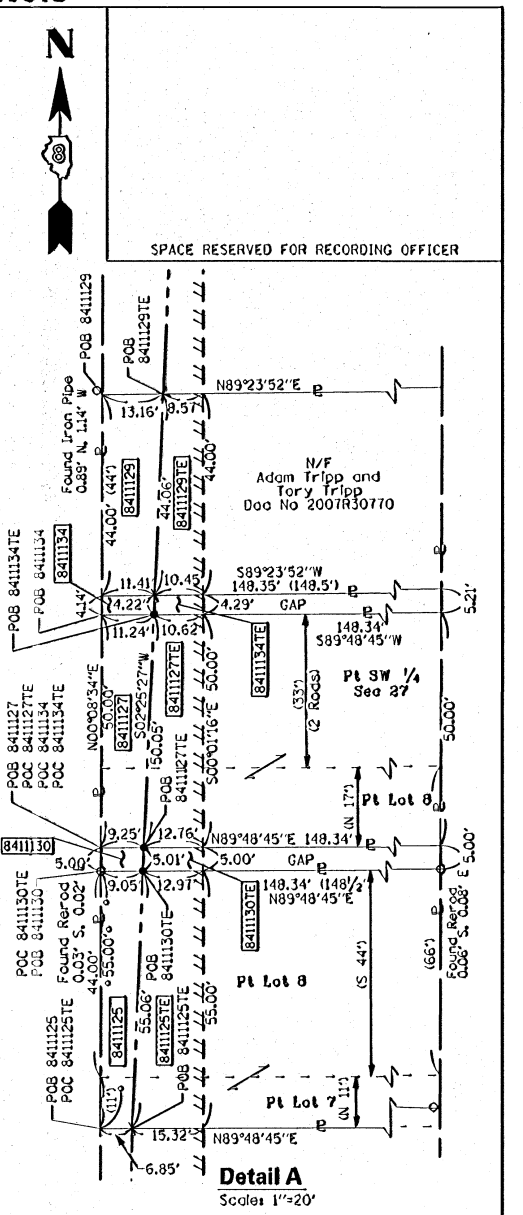 N
88
SPACE RESERVED FOR RECORDING OFFICER
POB 8411129
POB
8411129TE
N89°23'52"E
P
Found Iron Pipe
0.89' N, 1.14' W
13.16'
8.57'
44.00' (44')
8411129
44.06'
8411129TE
44.00'
N/F
Adam Tripp and
Tory Tripp
Doc No 2007R30770
POB 8411134TE
POB 8411134
8411134
11.41'
10.45'
S89°23'52"W
148.35' (148.5')
4.14'
4.22'
4.29'
GAP
5.21'
11.24'
10.62'
148.34'
S89°48'45"W
8411134TE
POB 8411127
POC 8411127TE
POC 8411134
POC 8411134TE
N00°08'34"E
50.00'
8411127
S02°25'27"W
50.05'
8411127TE
S00°01'16"E 50.00'
(33')
(2 Rods)
Pt SW 1/4
Sec 27
50.00'
POB
8411127TE
(N 17')
Pt Lot 8
8411130
9.25'
12.76'
N89°48'45"E 148.34'
5.00'
5.01'
5.00'
GAP
5.00'
9.05'
12.97'
148.34' (148 1/2')
N89°48'45"E
E
POC 8411130TE
POB 8411130
Found Rerod
0.03' S, 0.02'
44.00'
55.00'
POB
8411130TE
8411130TE
(S 44')
(66')
Found Rerod
0.06' S, 0.08'
Pt Lot 8
POB 8411125
POC 8411125TE
8411125
55.06'
8411125TE
POB 8411125TE
55.00'
(11')
(N 11')
Pt Lot 7
15.32'
N89°48'45"E
6.85'
Detail A
Scale: 1"=20'